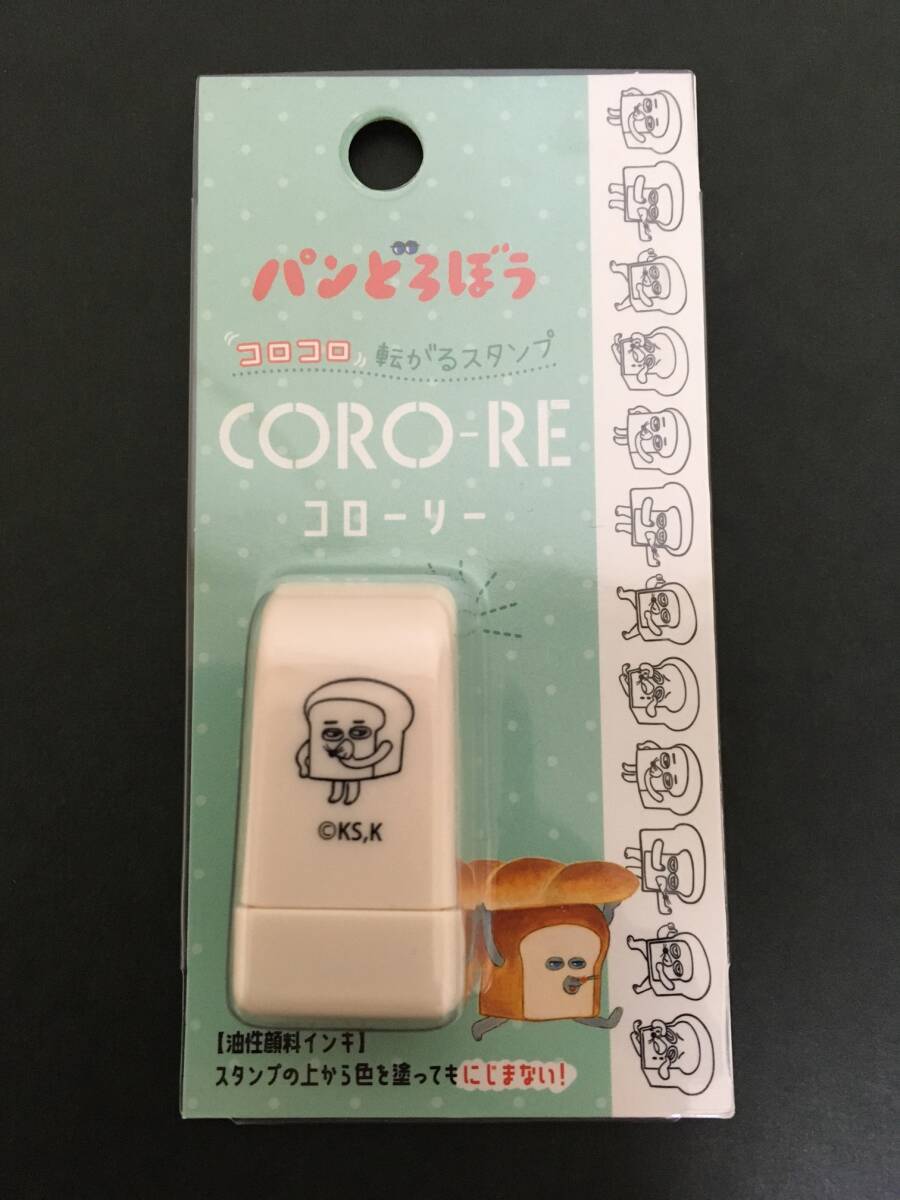 パンどろぼう
コロコロ 転がるスタンプ
CORO-RE
コローリー
©KS,K
【油性顔料インキ】
スタンプの上から色を塗ってもにじまない!